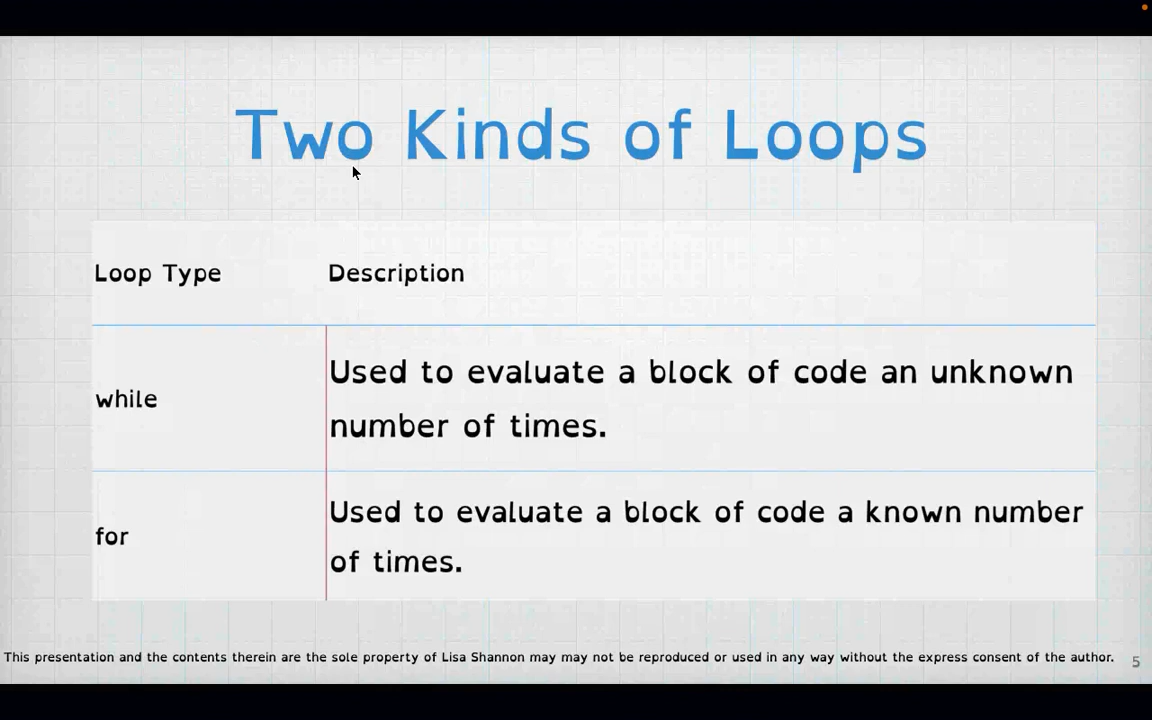 Two Kinds of Loops
Loop Type Description
while
Used to evaluate a block of code an unknown
number of times.
for
Used to evaluate a block of code a known number
of times.
This presentation and the contents therein are the sole property of Lisa Shannon may may not be reproduced or used in any way without the express consent of the author.
5